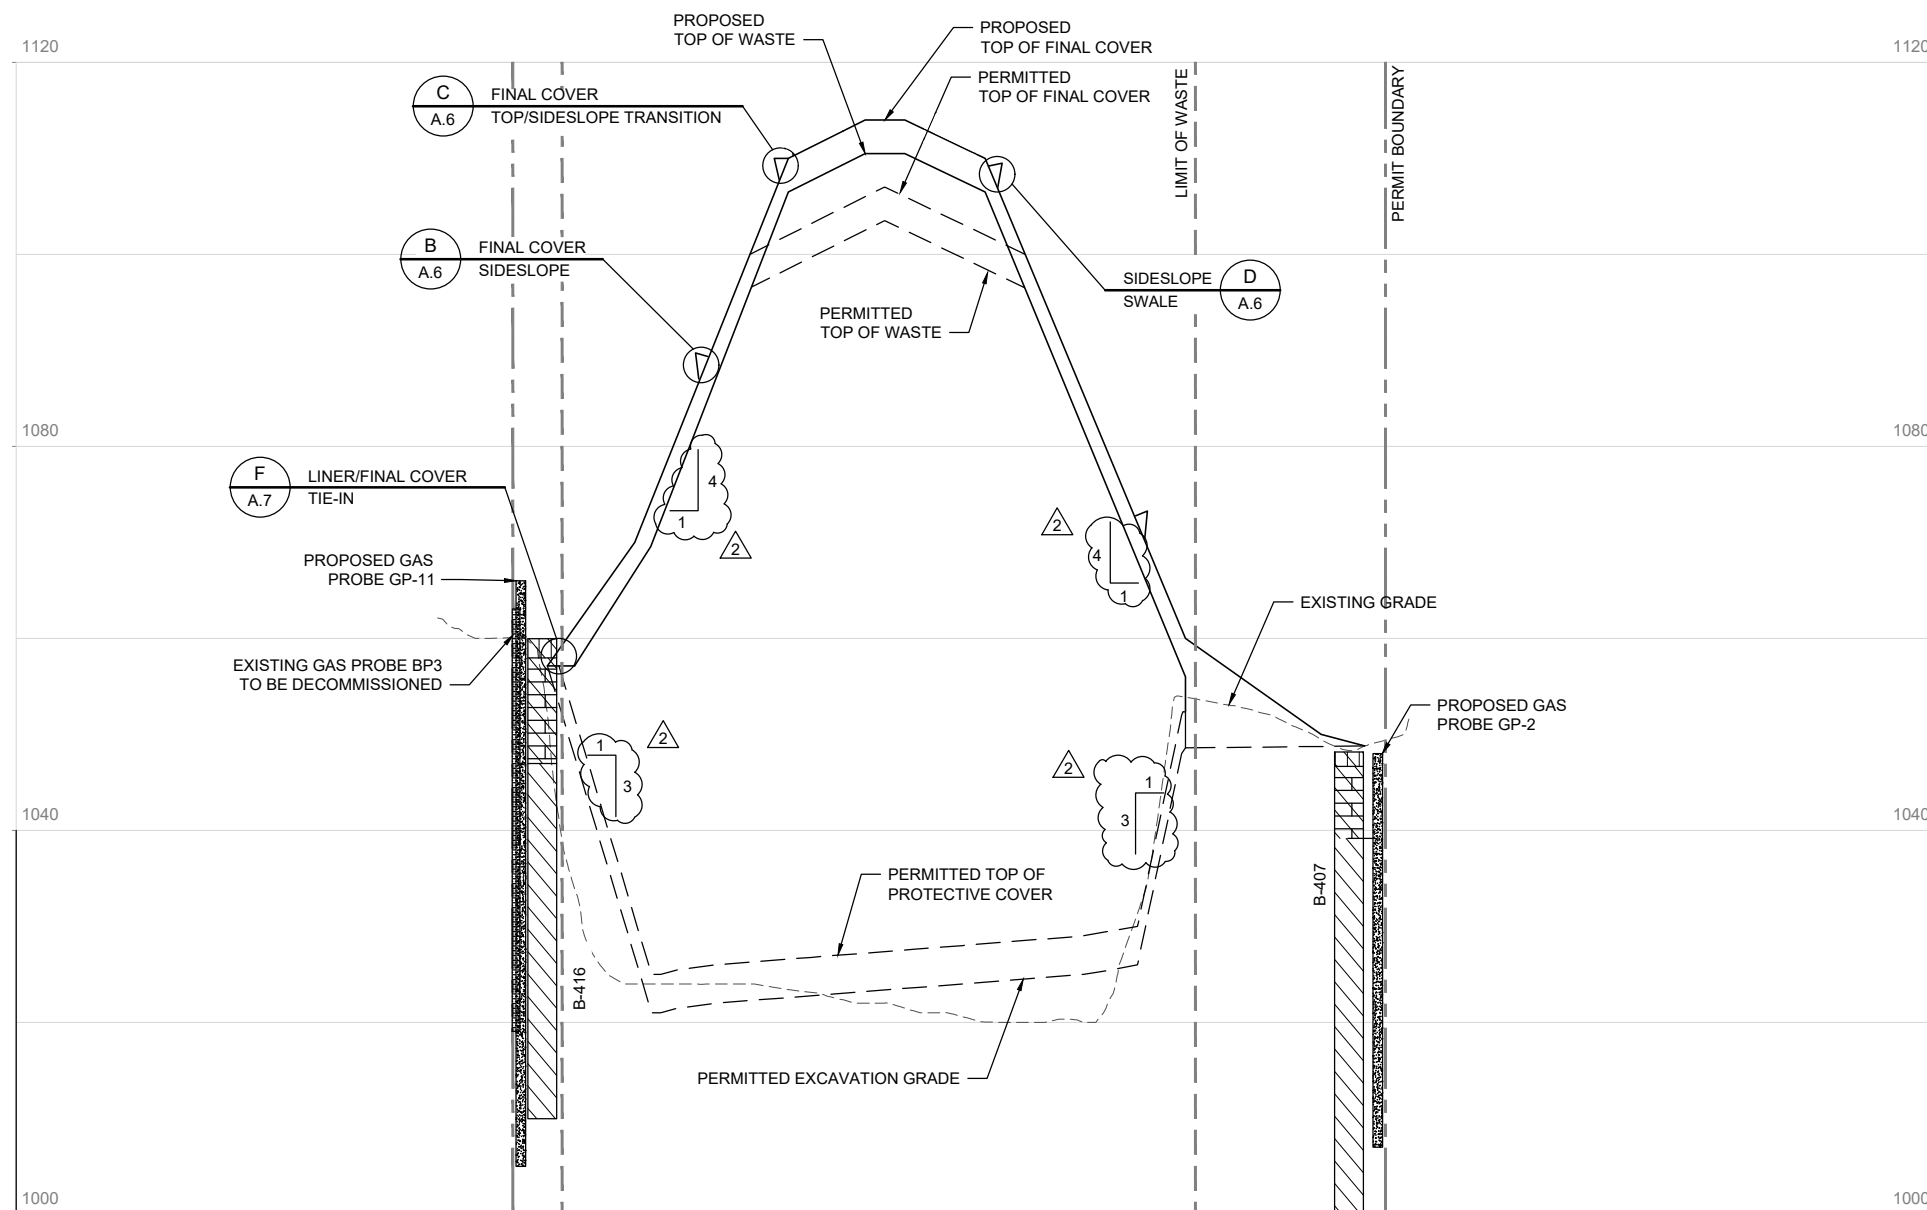 PROPOSED
TOP OF WASTE
PROPOSED
TOP OF FINAL COVER
1120
1120
PERMITTED
TOP OF FINAL COVER
LIMIT OF WASTE
PERMIT BOUNDARY
C
A.6
FINAL COVER
TOP/SIDESLOPE TRANSITION
B
A.6
FINAL COVER
SIDESLOPE
SIDESLOPE
SWALE
D
A.6
PERMITTED
TOP OF WASTE
1080
1080
F
A.7
LINER/FINAL COVER
TIE-IN
4
1
2
2
4
1
PROPOSED GAS
PROBE GP-11
EXISTING GRADE
EXISTING GAS PROBE BP3
TO BE DECOMMISSIONED
PROPOSED GAS
PROBE GP-2
1
3
2
2
1
3
1040
1040
PERMITTED TOP OF
PROTECTIVE COVER
B-407
B-416
PERMITTED EXCAVATION GRADE
1000
1000